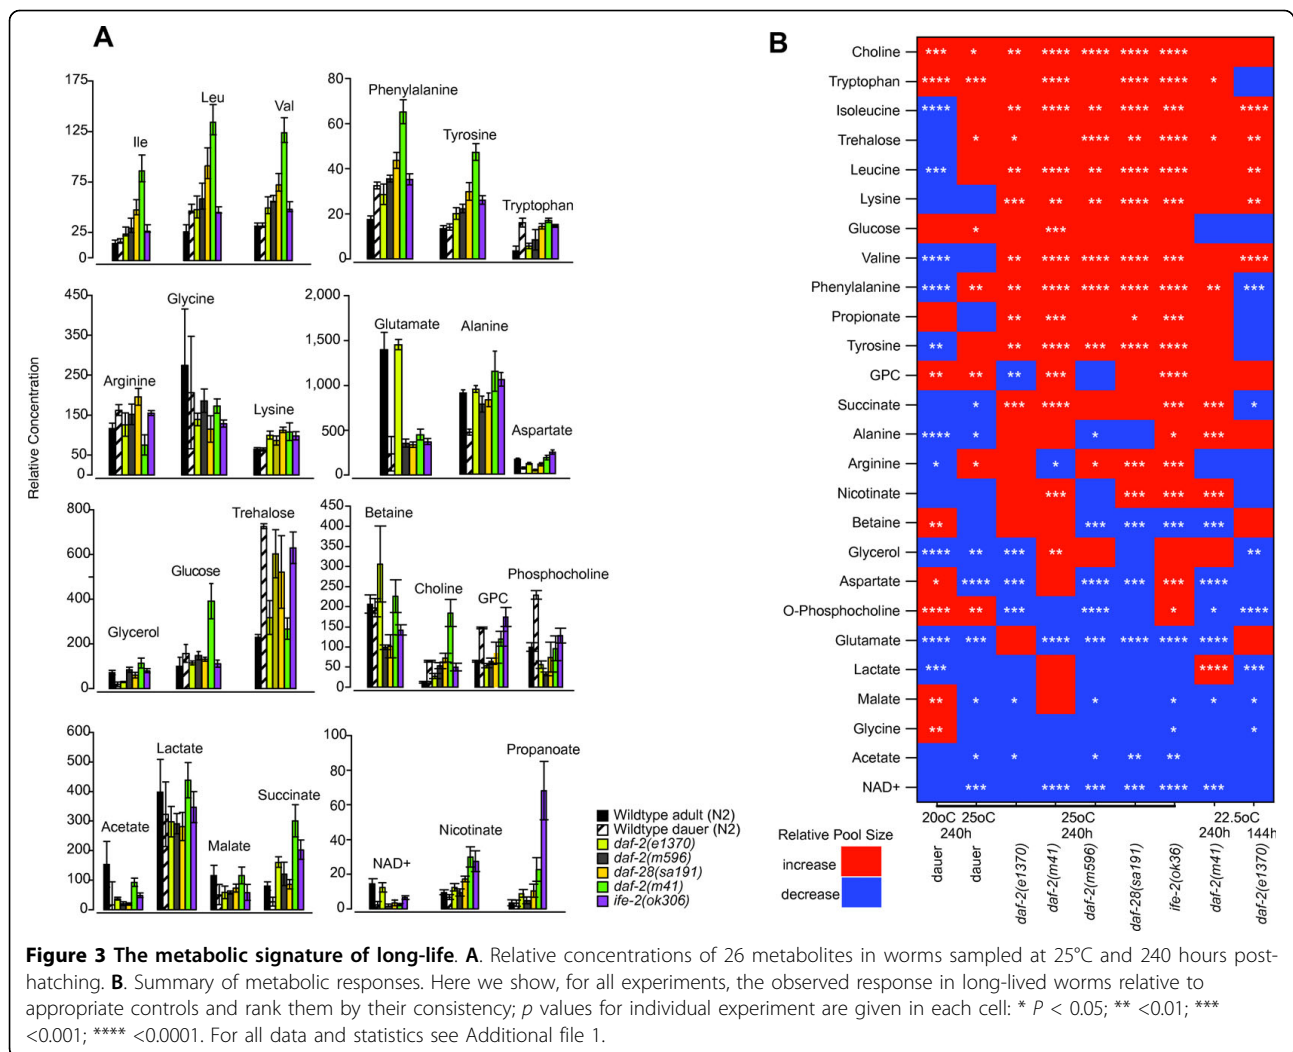 A
Relative Concentration
175
125
75
25
0
Ile
Leu
Val
80
60
40
20
0
Phenylalanine
Tyrosine
Tryptophan
450
350
250
150
50
0
Arginine
Glycine
Lysine
2,000
1,500
1,000
500
0
Glutamate
Alanine
Aspartate
800
600
400
200
0
Glycerol
Glucose
Trehalose
450
400
350
300
250
200
150
100
50
0
Betaine
Choline
GPC
Phosphocholine
600
500
400
300
200
100
0
Acetate
Lactate
Malate
Succinate
100
80
60
40
20
0
NAD+
Nicotinate
Propanoate
Wildtype adult (N2)
Wildtype dauer (N2)
daf-2(e1370)
daf-2(m596)
daf-28(sa191)
daf-2(m41)
ife-2(ok306)
B
Choline *** * ** **** **** **** ****
Tryptophan **** *** **** **** **** *
Isoleucine **** ** **** ** **** *** ****
Trehalose * * **** ** **** * **
Leucine *** ** **** ** **** **** **
Lysine *** ** ** **** *** **
Glucose * ***
Valine **** ** **** **** **** *** ****
Phenylalanine **** ** ** **** **** **** **** ** ***
Propionate ** *** * ***
Tyrosine ** ** **** *** **** ****
GPC ** ** ** *** ****
Succinate * *** **** *** *** *
Alanine **** * * * ***
Arginine * * * * *** ***
Nicotinate *** *** *** ***
Betaine ** *** *** *** ***
Glycerol **** ** *** ** **
Aspartate * **** *** **** *** *** ****
O-Phosphocholine **** ** *** **** * * ****
Glutamate **** *** **** *** **** **** ****
Lactate *** **** ***
Malate ** * * * * * *
Glycine ** * *
Acetate * * * ** **
NAD+ *** **** *** *** **** ***
20oC 25oC 25oC 22.5oC
240h 240h 240h 144h
dauer
dauer
daf-2(e1370)
daf-2(m41)
daf-2(m596)
daf-28(sa191)
ife-2(ok36)
daf-2(m41)
daf-2(e1370)
Relative Pool Size
increase
decrease
Figure 3 The metabolic signature of long-life. A. Relative concentrations of 26 metabolites in worms sampled at 25°C and 240 hours post-
hatching. B. Summary of metabolic responses. Here we show, for all experiments, the observed response in long-lived worms relative to
appropriate controls and rank them by their consistency; p values for individual experiment are given in each cell: * P < 0.05; ** <0.01; ***
<0.001; **** <0.0001. For all data and statistics see Additional file 1.